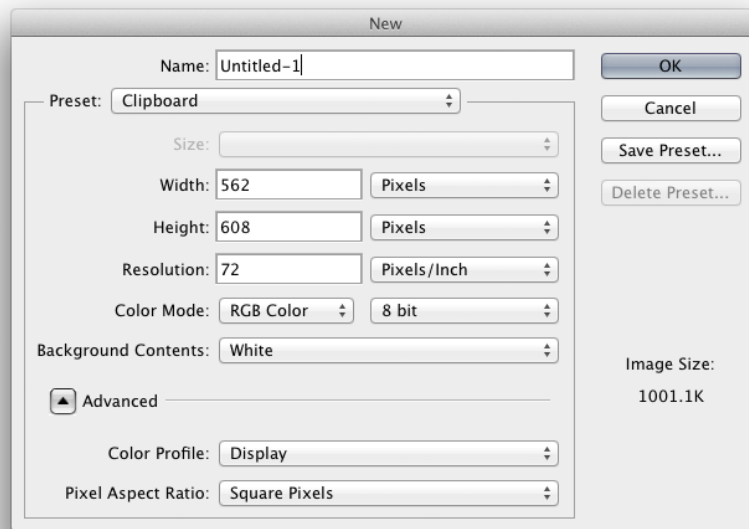 New
Name: Untitled-1
OK
Preset: Clipboard
Cancel
Size:
Save Preset...
Width: 562 Pixels
Delete Preset...
Height: 608 Pixels
Resolution: 72 Pixels/Inch
Color Mode: RGB Color 8 bit
Background Contents: White
Image Size:
1001.1K
Advanced
Color Profile: Display
Pixel Aspect Ratio: Square Pixels